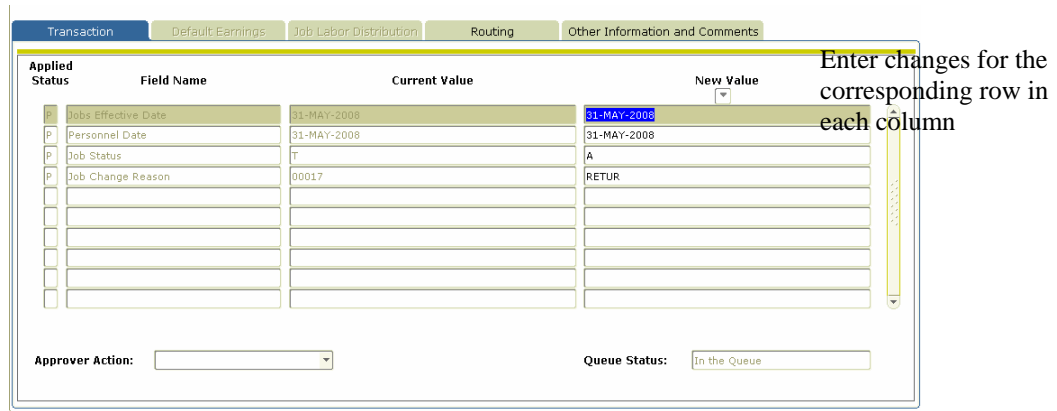 Transaction Default Earnings Job Labor Distribution Routing Other Information and Comments
Applied
Status Field Name Current Value New Value
P Jobs Effective Date 31-MAY-2008 31-MAY-2008
P Personnel Date 31-MAY-2008 31-MAY-2008
P Job Status T A
P Job Change Reason 00017 RETUR
Approver Action: Queue Status: In the Queue
Enter changes for the
corresponding row in
each column